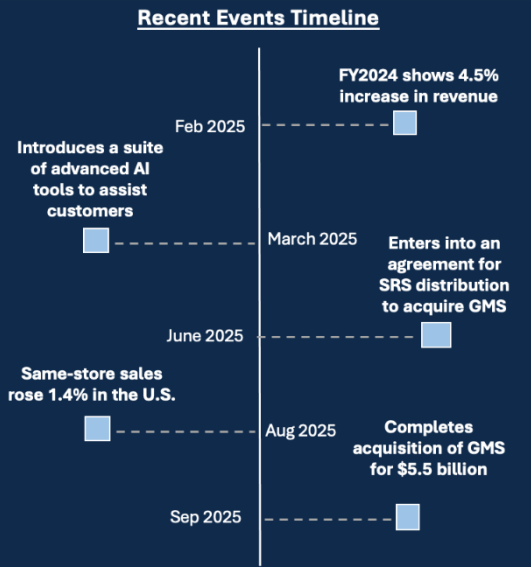 Recent Events Timeline
FY2024 shows 4.5%
increase in revenue
Feb 2025
Introduces a suite
of advanced AI
tools to assist
customers
March 2025
Enters into an
agreement for
SRS distribution
to acquire GMS
June 2025
Same-store sales
rose 1.4% in the U.S.
Aug 2025
Completes
acquisition of GMS
for $5.5 billion
Sep 2025